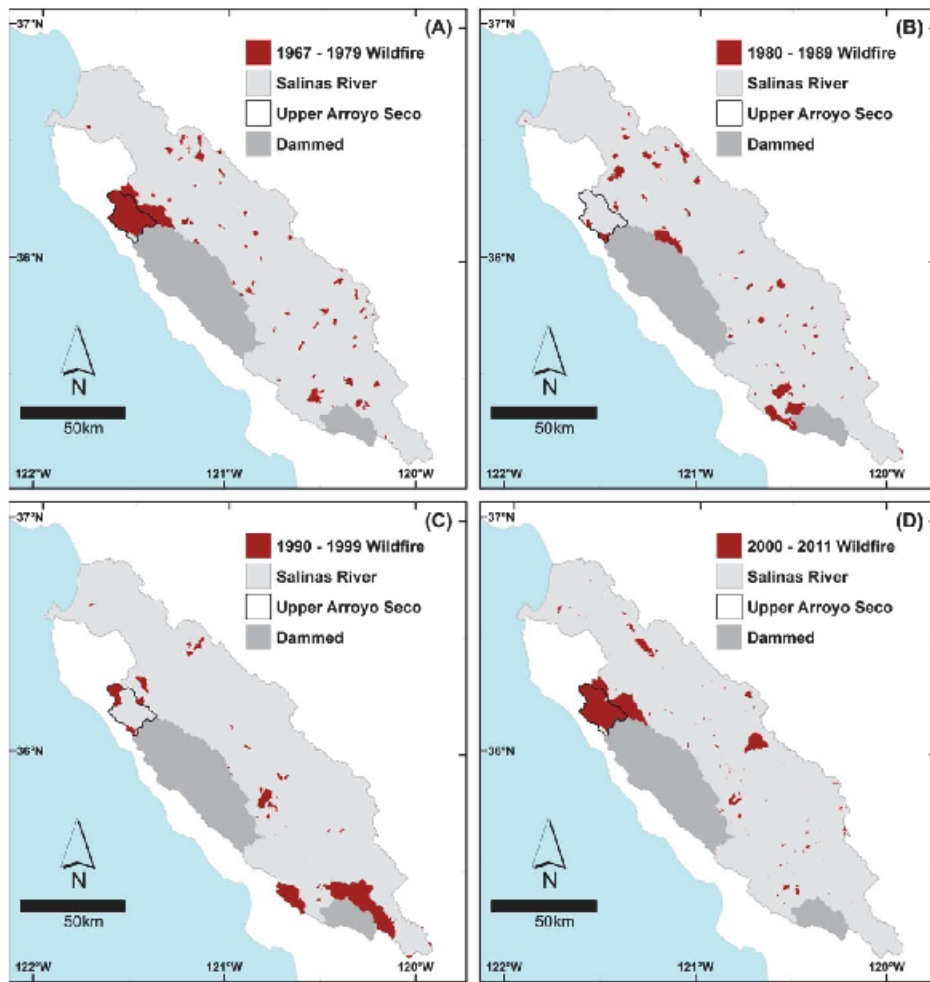 37°N
(A)
1967 - 1979 Wildfire
Salinas River
Upper Arroyo Seco
Dammed
36°N
N
50km
122°W
121°W
120°W
37°N
(B)
1980 - 1989 Wildfire
Salinas River
Upper Arroyo Seco
Dammed
36°N
N
50km
122°W
121°W
120°W
37°N
(C)
1990 - 1999 Wildfire
Salinas River
Upper Arroyo Seco
Dammed
36°N
N
50km
122°W
121°W
120°W
37°N
(D)
2000 - 2011 Wildfire
Salinas River
Upper Arroyo Seco
Dammed
36°N
N
50km
122°W
121°W
120°W